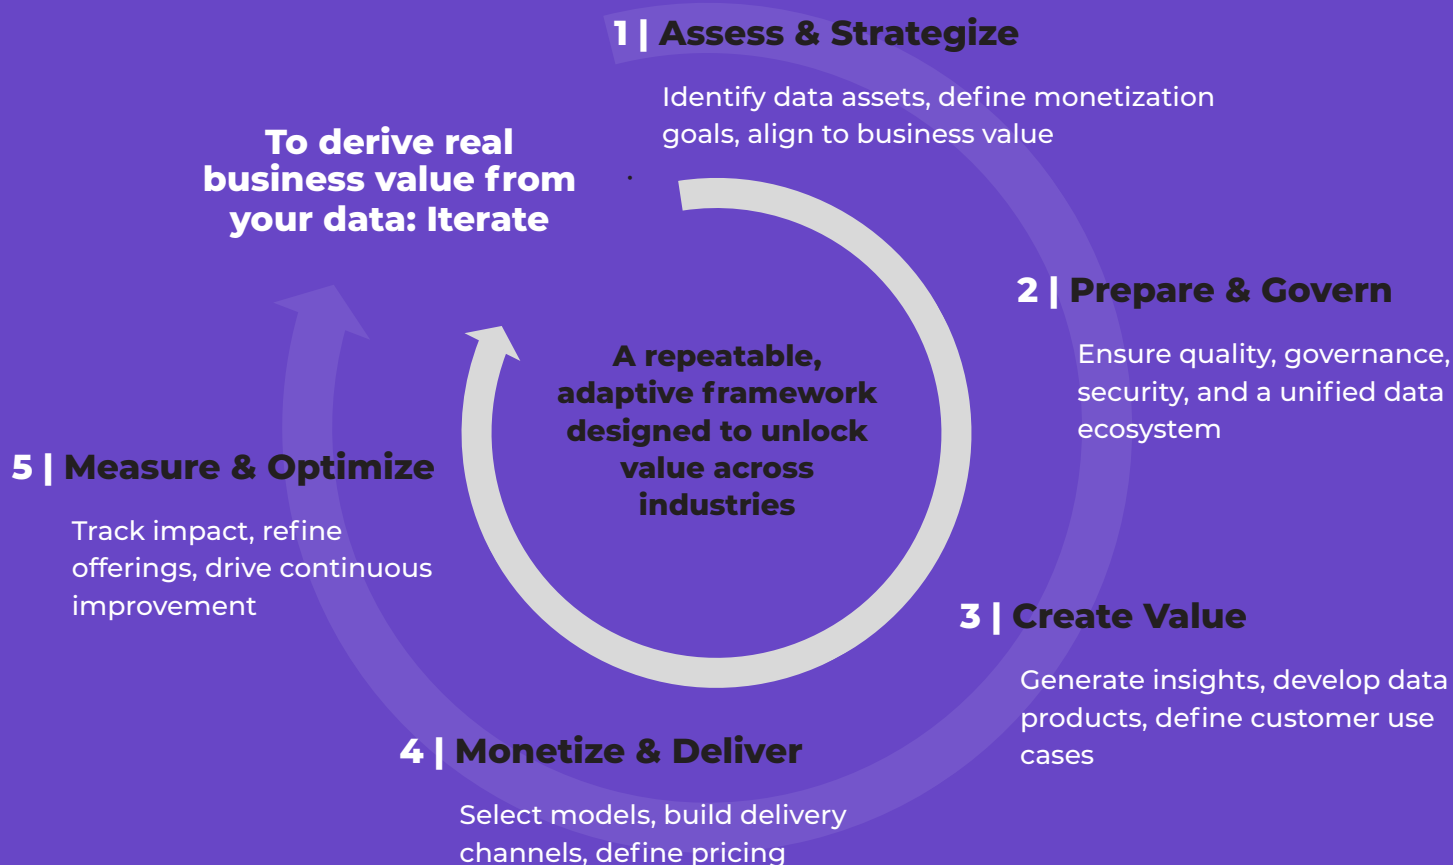 1 | Assess & Strategize
Identify data assets, define monetization
goals, align to business value
To derive real
business value from
your data: Iterate
2 | Prepare & Govern
Ensure quality, governance,
security, and a unified data
ecosystem
A repeatable,
adaptive framework
designed to unlock
value across
industries
3 | Create Value
Generate insights, develop data
products, define customer use
cases
4 | Monetize & Deliver
Select models, build delivery
channels, define pricing
5 | Measure & Optimize
Track impact, refine
offerings, drive continuous
improvement